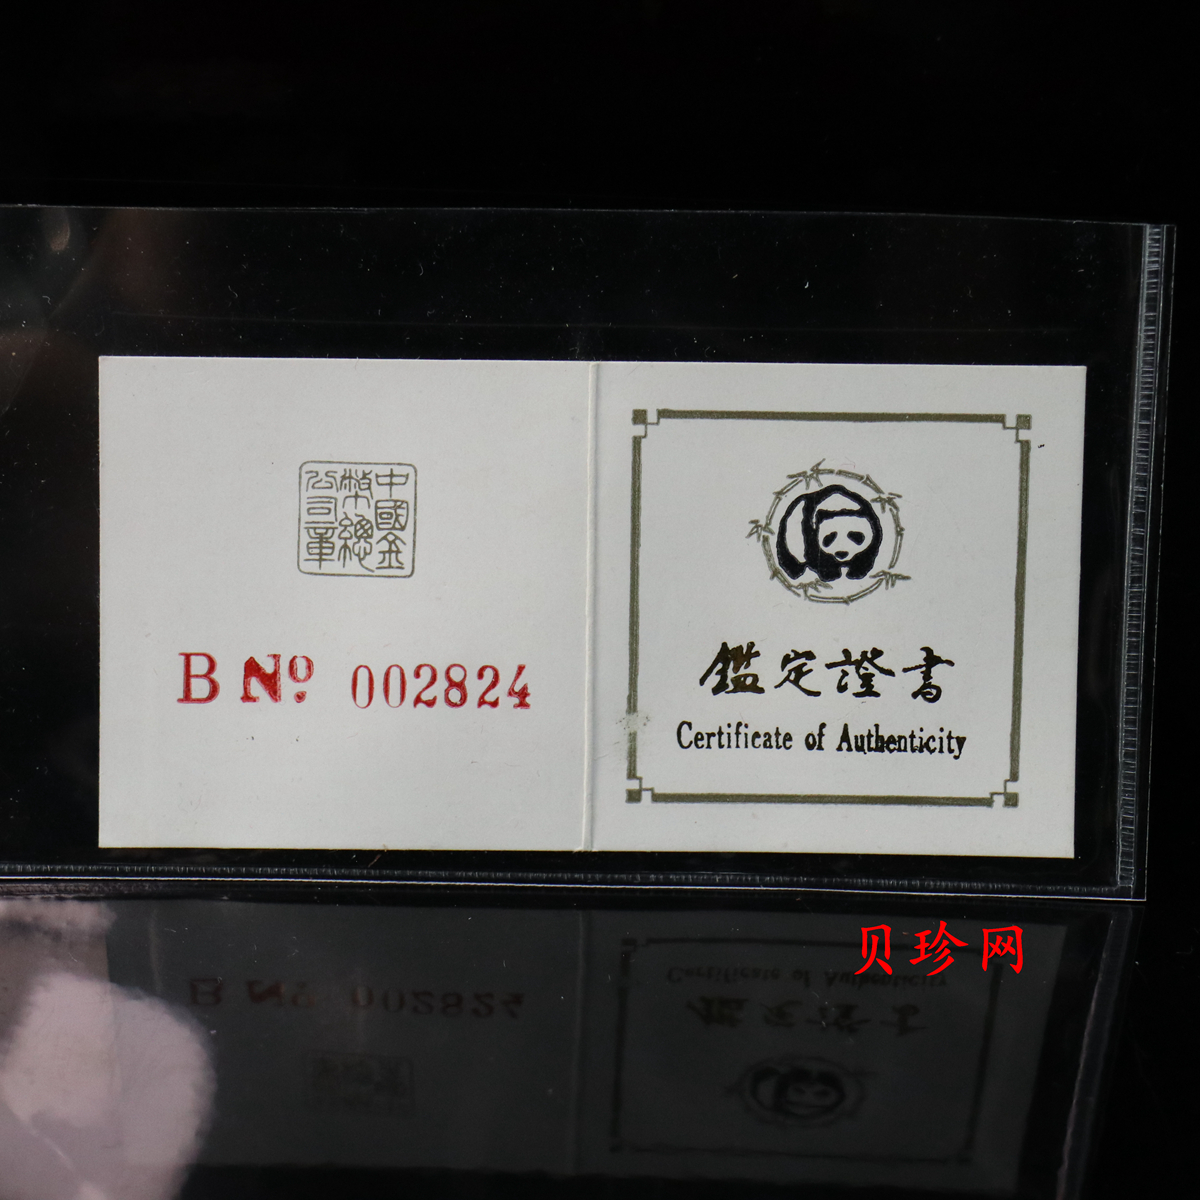 中國金
幣總
公司章
B No. 002824
鑑定證書
Certificate of Authenticity
贝珍网